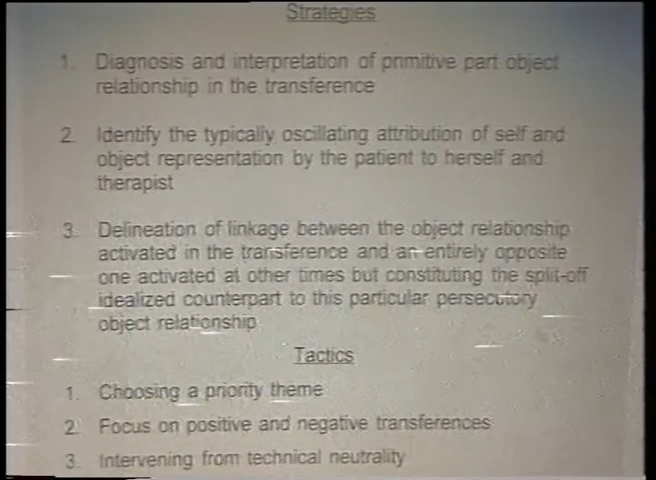 Strategies
1. Diagnosis and interpretation of primitive part object
relationship in the transference
2. Identify the typically oscillating attribution of self and
object representation by the patient to herself and
therapist
3. Delineation of linkage between the object relationship
activated in the transference and an entirely opposite
one activated at other times but constituting the split-off
idealized counterpart to this particular persecutory
object relationship
Tactics
1. Choosing a priority theme
2. Focus on positive and negative transferences
3. Intervening from technical neutrality